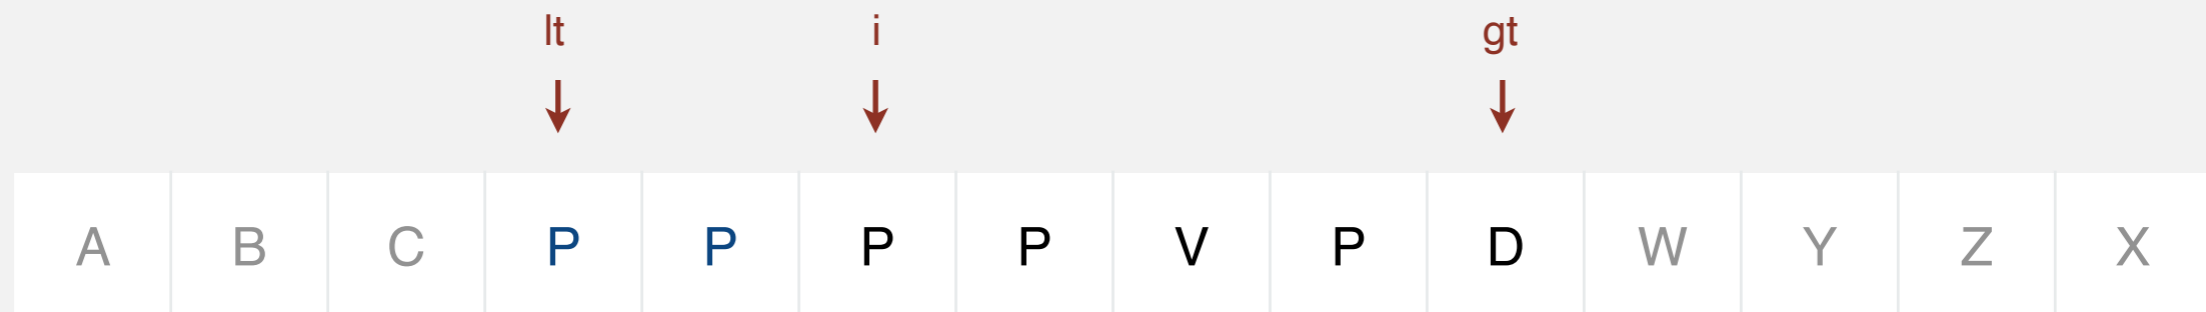 lt i gt
A B C P P P P V P D W Y Z X